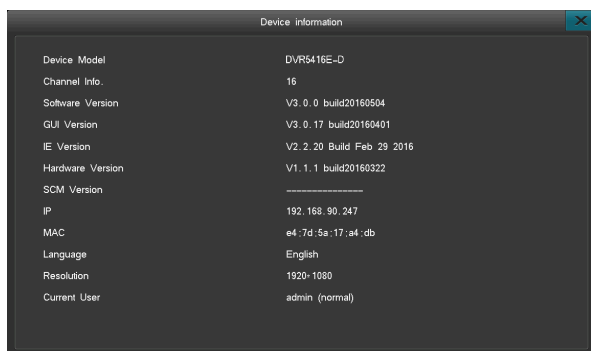 Device information
Device Model DVR5416E-D
Channel Info. 16
Software Version V3.0.0 build20160504
GUI Version V3.0.17 build20160401
IE Version V2.2.20 Build Feb 29 2016
Hardware Version V1.1.1 build20160322
SCM Version ---------------
IP 192.168.90.247
MAC e4:7d:5a:17:a4:db
Language English
Resolution 1920*1080
Current User admin (normal)